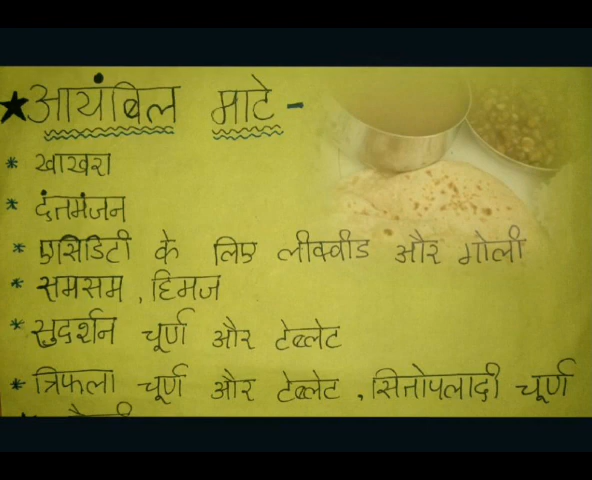 ★आयंबिल माटे -
* खाखरा
* दंतमंजन
* एसिडिटी के लिए लीक्वीड और गोली
* समसम , हिमज
* सुदर्शन चूर्ण और टेब्लेट
* त्रिफला चूर्ण और टेब्लेट , सितोपलादी चूर्ण